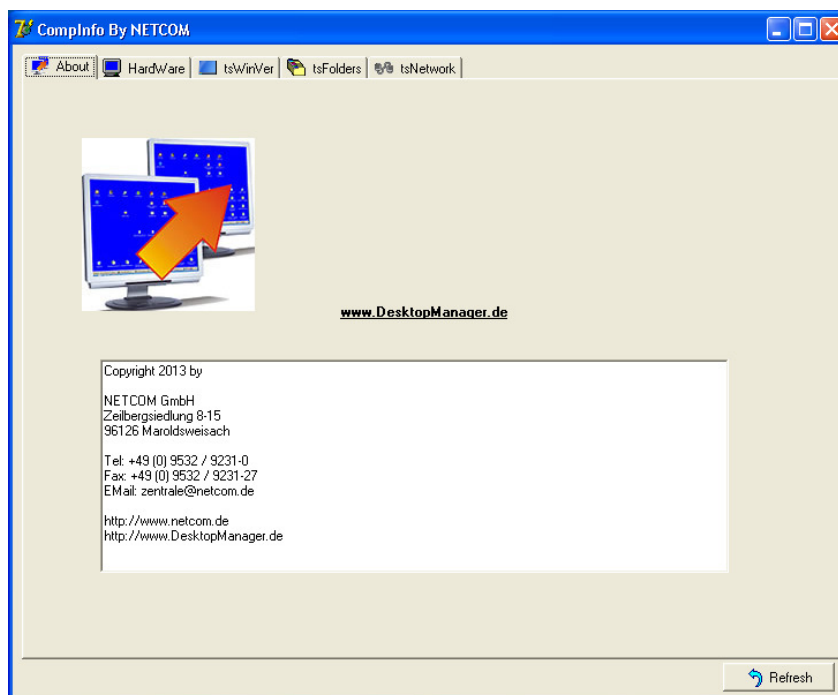 CompInfo By NETCOM
About HardWare tsWinVer tsFolders tsNetwork
www.DesktopManager.de
Copyright 2013 by
NETCOM GmbH
Zeilbergsiedlung 8-15
96126 Maroldsweisach
Tel: +49 (0) 9532 / 9231-0
Fax: +49 (0) 9532 / 9231-27
EMail: zentrale@netcom.de
http://www.netcom.de
http://www.DesktopManager.de
Refresh